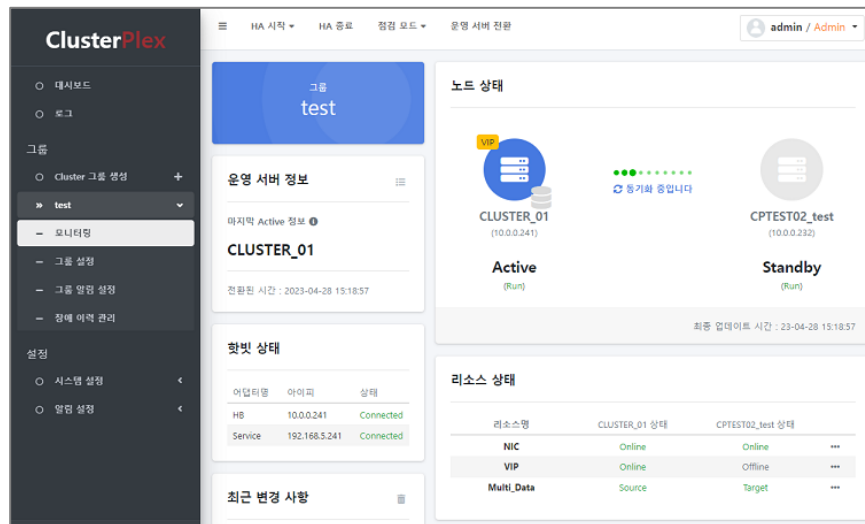 ClusterPlex
대시보드
로그
그룹
Cluster 그룹 생성 +
test
모니터링
그룹 설정
그룹 알림 설정
장애 이력 관리
설정
시스템 설정
알림 설정
HA 시작 HA 종료 점검 모드 운영 서버 전환
admin / Admin
그룹
test
운영 서버 정보
마지막 Active 정보
CLUSTER_01
전환된 시간 : 2023-04-28 15:18:57
핫빗 상태
어댑터명 아이피 상태
HB 10.0.0.241 Connected
Service 192.168.5.241 Connected
최근 변경 사항
노드 상태
VIP
동기화 중입니다
CLUSTER_01 CPTEST02_test
(10.0.0.241) (10.0.0.232)
Active Standby
(Run) (Run)
최종 업데이트 시간 : 23-04-28 15:18:57
리소스 상태
리소스명 CLUSTER_01 상태 CPTEST02_test 상태
NIC Online Online ···
VIP Online Offline ···
Multi_Data Source Target ···